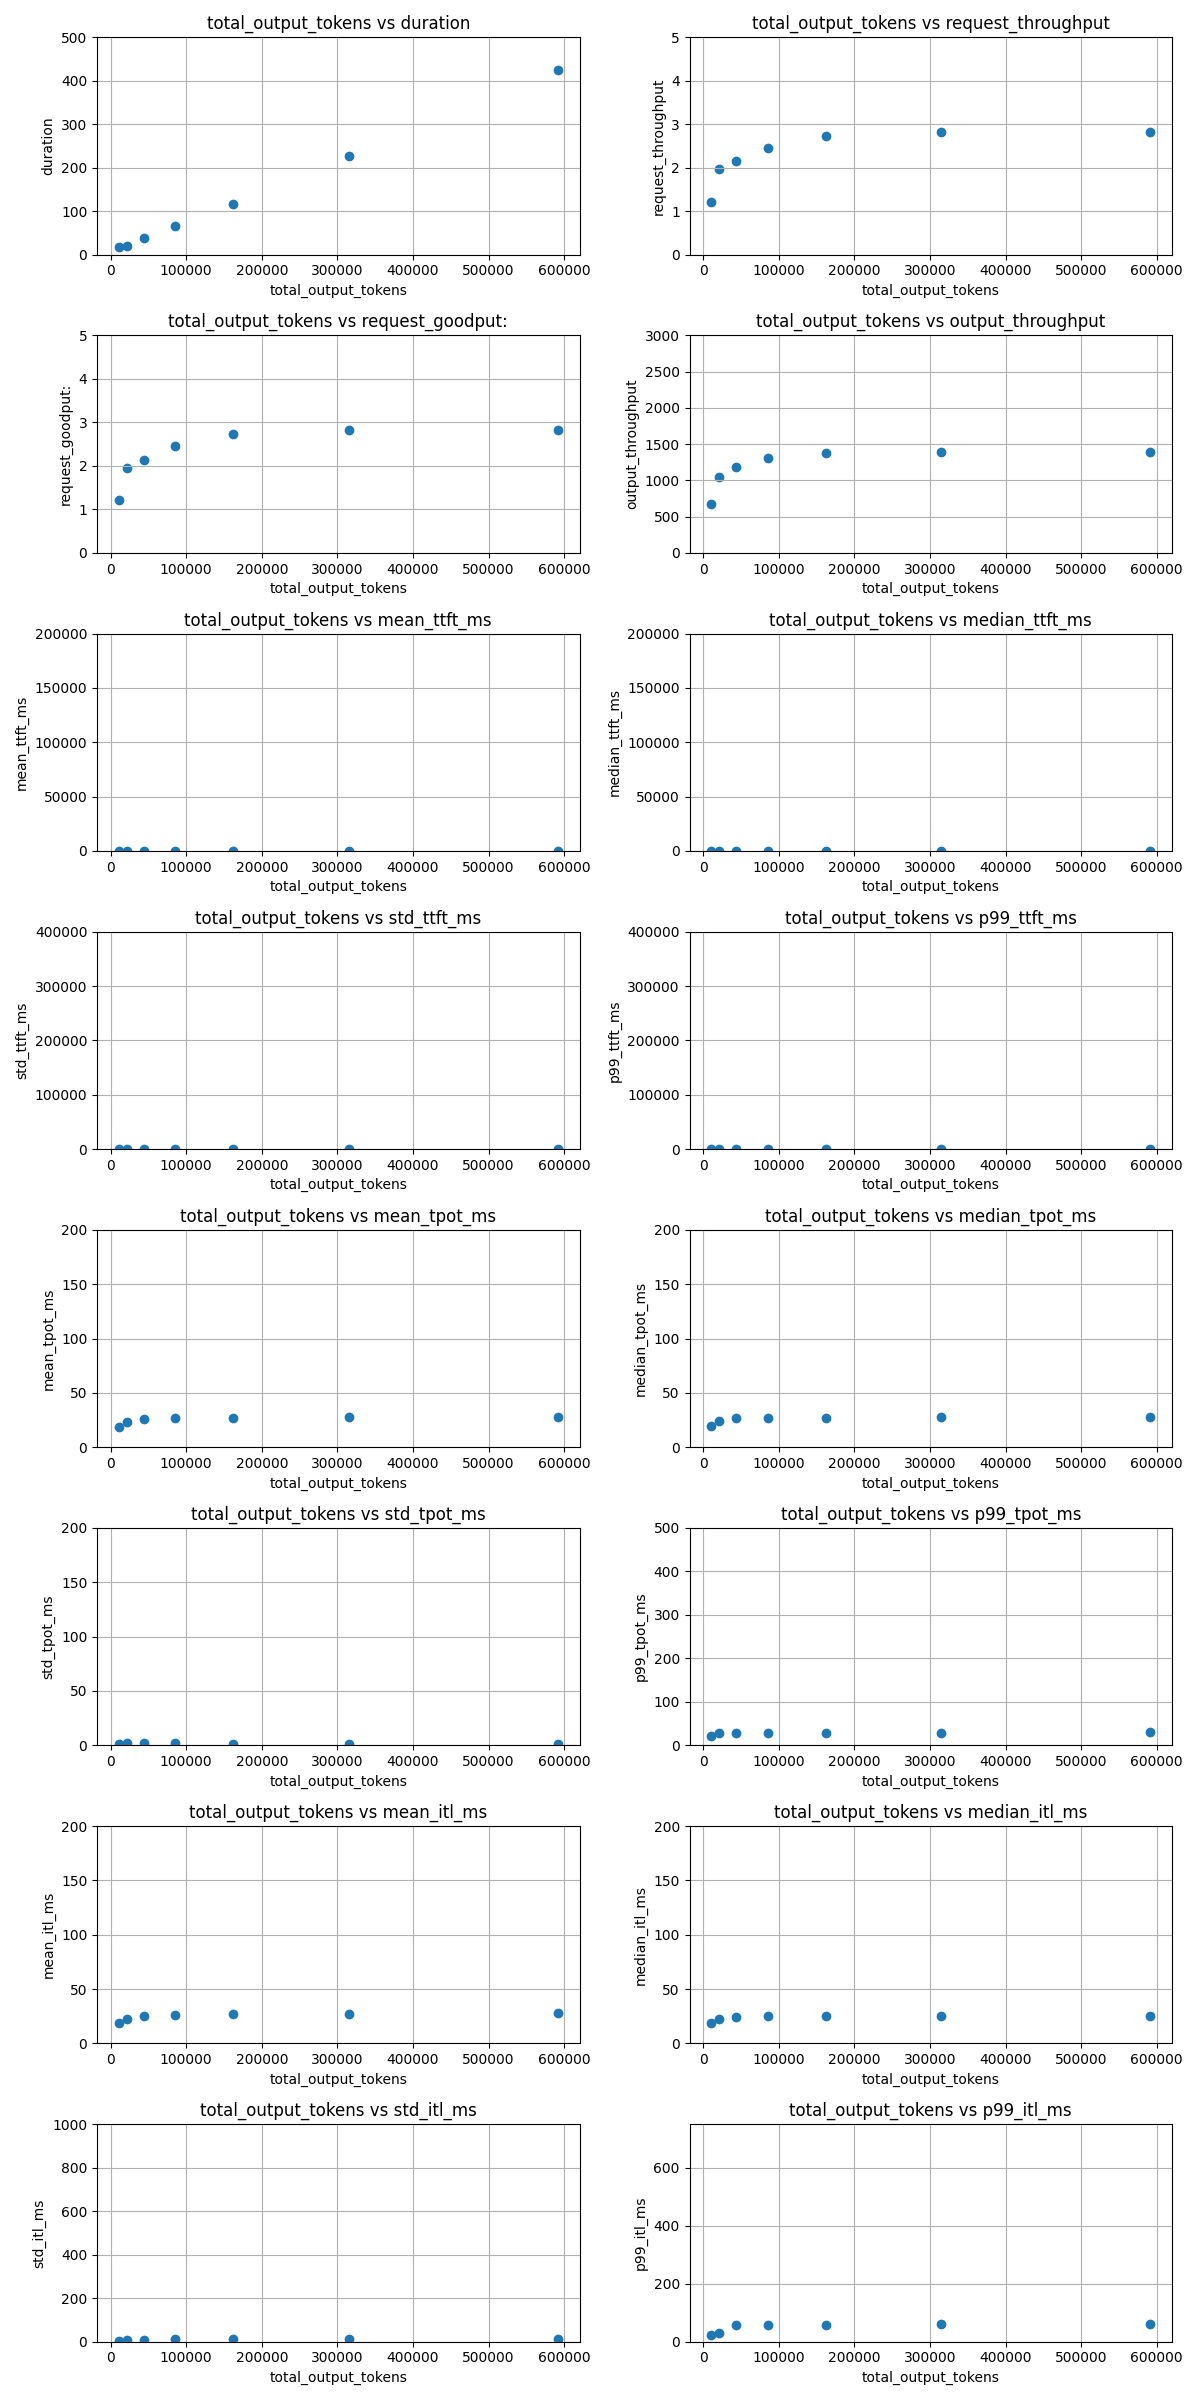 total_output_tokens vs duration
500
400
300
200
100
0
duration
0 100000 200000 300000 400000 500000 600000
total_output_tokens
total_output_tokens vs request_throughput
5
4
3
2
1
0
request_throughput
0 100000 200000 300000 400000 500000 600000
total_output_tokens
total_output_tokens vs request_goodput:
5
4
3
2
1
0
request_goodput:
0 100000 200000 300000 400000 500000 600000
total_output_tokens
total_output_tokens vs output_throughput
3000
2500
2000
1500
1000
500
0
output_throughput
0 100000 200000 300000 400000 500000 600000
total_output_tokens
total_output_tokens vs mean_ttft_ms
200000
150000
100000
50000
0
mean_ttft_ms
0 100000 200000 300000 400000 500000 600000
total_output_tokens
total_output_tokens vs median_ttft_ms
200000
150000
100000
50000
0
median_ttft_ms
0 100000 200000 300000 400000 500000 600000
total_output_tokens
total_output_tokens vs std_ttft_ms
400000
300000
200000
100000
0
std_ttft_ms
0 100000 200000 300000 400000 500000 600000
total_output_tokens
total_output_tokens vs p99_ttft_ms
400000
300000
200000
100000
0
p99_ttft_ms
0 100000 200000 300000 400000 500000 600000
total_output_tokens
total_output_tokens vs mean_tpot_ms
200
150
100
50
0
mean_tpot_ms
0 100000 200000 300000 400000 500000 600000
total_output_tokens
total_output_tokens vs median_tpot_ms
200
150
100
50
0
median_tpot_ms
0 100000 200000 300000 400000 500000 600000
total_output_tokens
total_output_tokens vs std_tpot_ms
200
150
100
50
0
std_tpot_ms
0 100000 200000 300000 400000 500000 600000
total_output_tokens
total_output_tokens vs p99_tpot_ms
500
400
300
200
100
0
p99_tpot_ms
0 100000 200000 300000 400000 500000 600000
total_output_tokens
total_output_tokens vs mean_itl_ms
200
150
100
50
0
mean_itl_ms
0 100000 200000 300000 400000 500000 600000
total_output_tokens
total_output_tokens vs median_itl_ms
200
150
100
50
0
median_itl_ms
0 100000 200000 300000 400000 500000 600000
total_output_tokens
total_output_tokens vs std_itl_ms
1000
800
600
400
200
0
std_itl_ms
0 100000 200000 300000 400000 500000 600000
total_output_tokens
total_output_tokens vs p99_itl_ms
600
400
200
0
p99_itl_ms
0 100000 200000 300000 400000 500000 600000
total_output_tokens